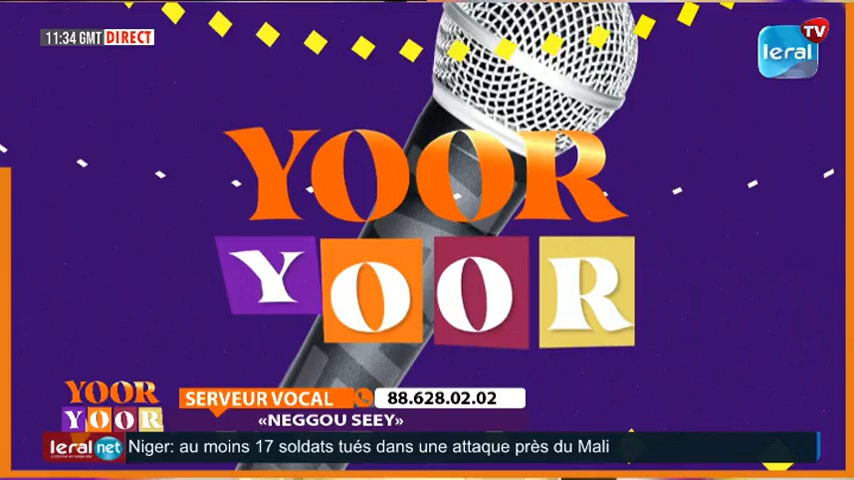 11:34 GMT DIRECT
leral TV
YOOR
YOOR
YOOR
YOOR
SERVEUR VOCAL 88.628.02.02
«NEGGOU SEEY»
leral net Niger: au moins 17 soldats tués dans une attaque près du Mali